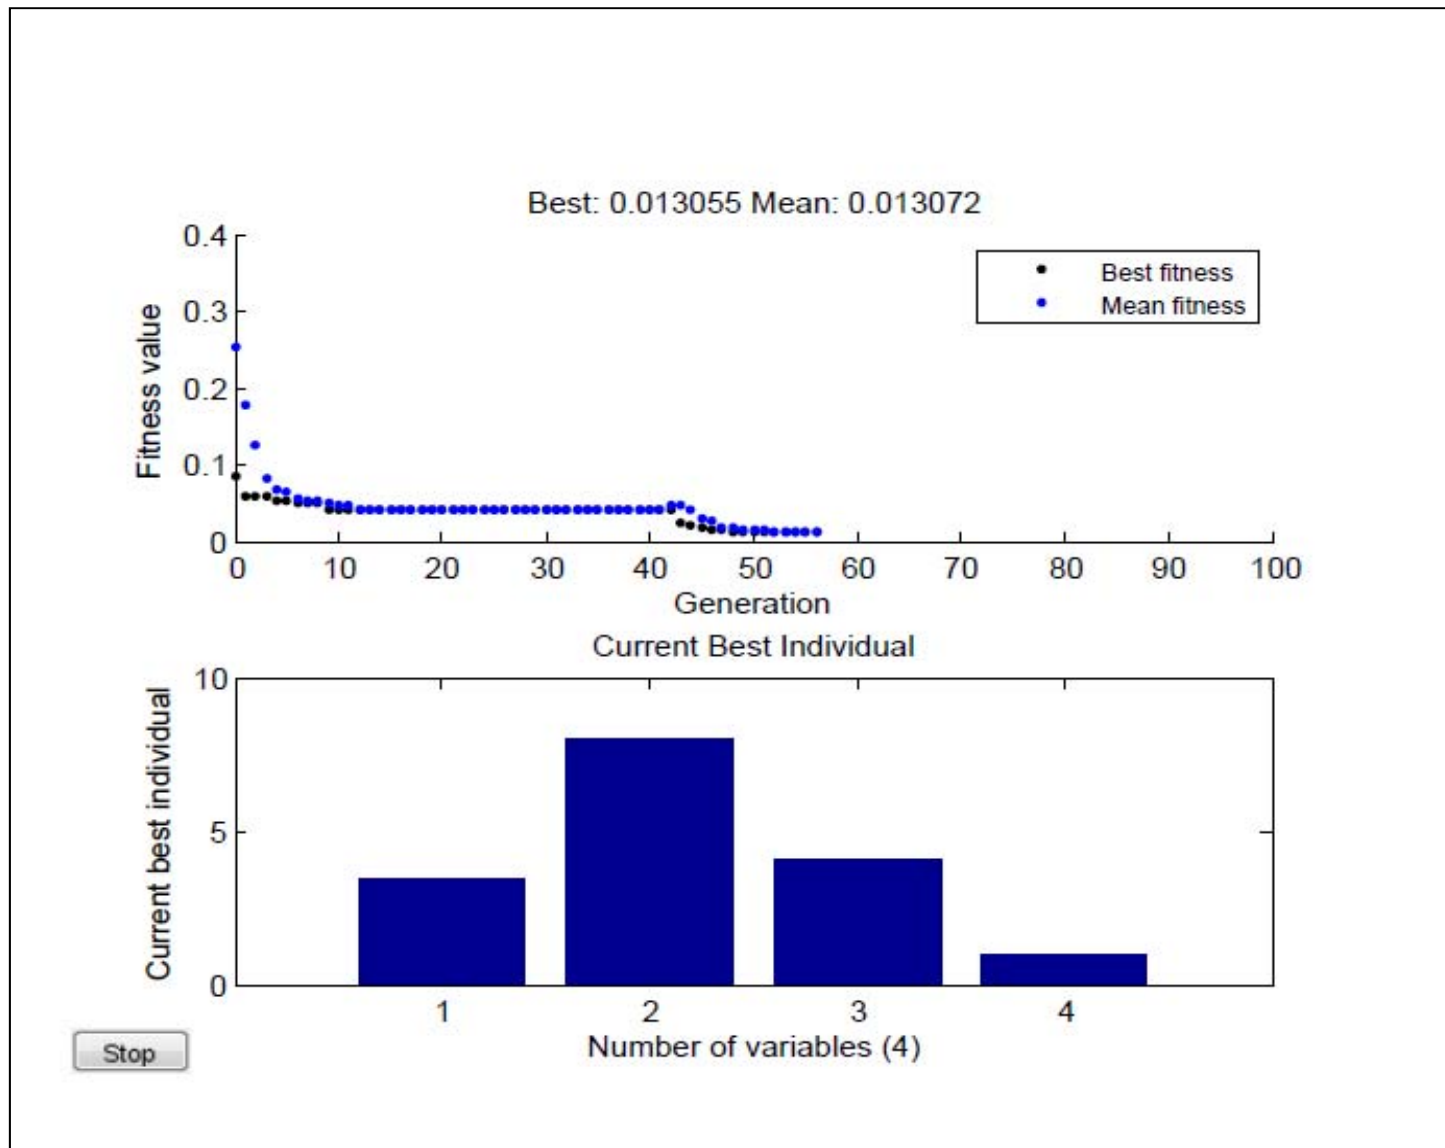 Best: 0.013055 Mean: 0.013072
0.4
0.3
0.2
0.1
0
Fitness value
Best fitness
Mean fitness
0 10 20 30 40 50 60 70 80 90 100
Generation
Current Best Individual
10
5
0
Current best individual
1 2 3 4
Number of variables (4)
Stop